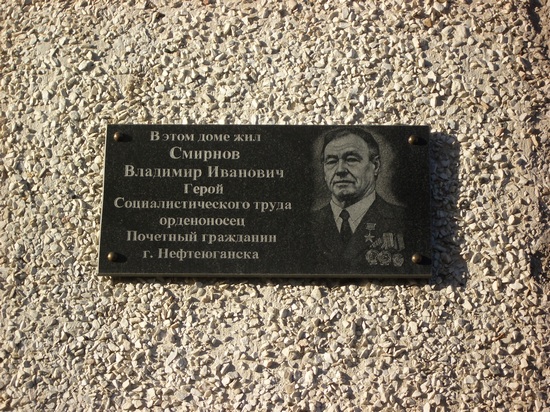 В этом доме жил
Смирнов
Владимир Иванович
Герой
Социалистического труда
орденоносец
Почетный гражданин
г. Нефтеюганска